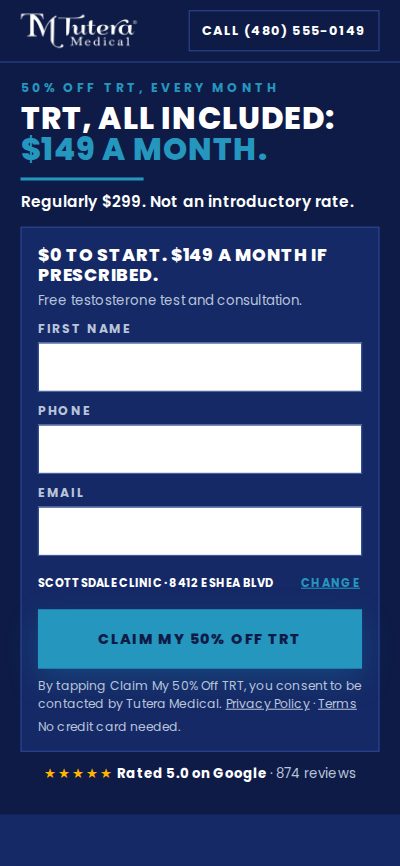 Tutera®
Medical
CALL (480) 555-0149
50% OFF TRT, EVERY MONTH
TRT, ALL INCLUDED:
$149 A MONTH.
Regularly $299. Not an introductory rate.
$0 TO START. $149 A MONTH IF
PRESCRIBED.
Free testosterone test and consultation.
FIRST NAME
PHONE
EMAIL
SCOTTSDALE CLINIC · 8412 E SHEA BLVD CHANGE
CLAIM MY 50% OFF TRT
By tapping Claim My 50% Off TRT, you consent to be
contacted by Tutera Medical. Privacy Policy · Terms
No credit card needed.
★★★★★ Rated 5.0 on Google · 874 reviews